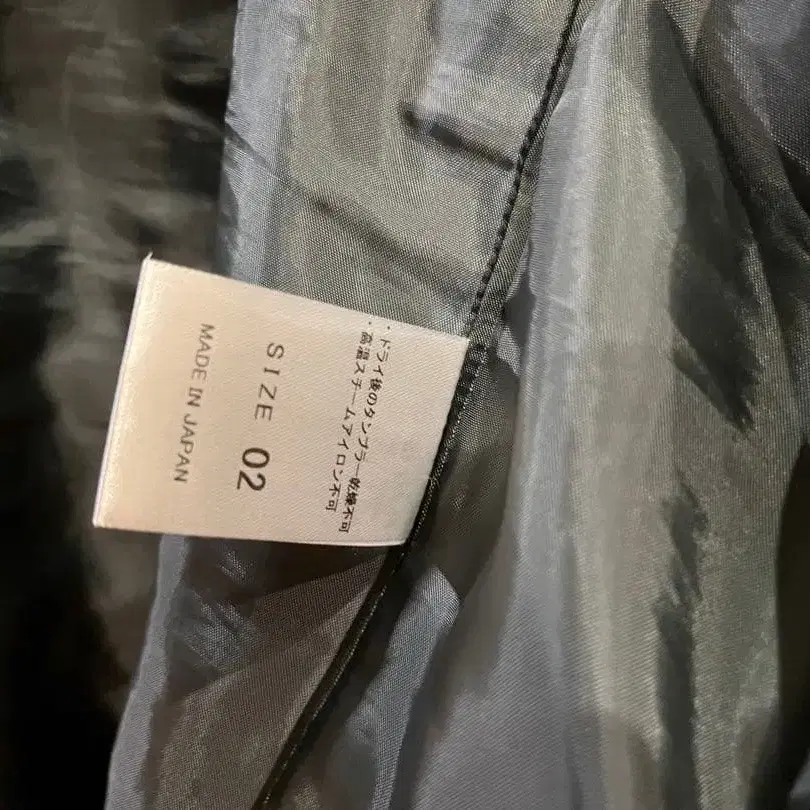 ・ドライ後のタンブラー乾燥不可
・高温スチームアイロン不可
SIZE 02
MADE IN JAPAN